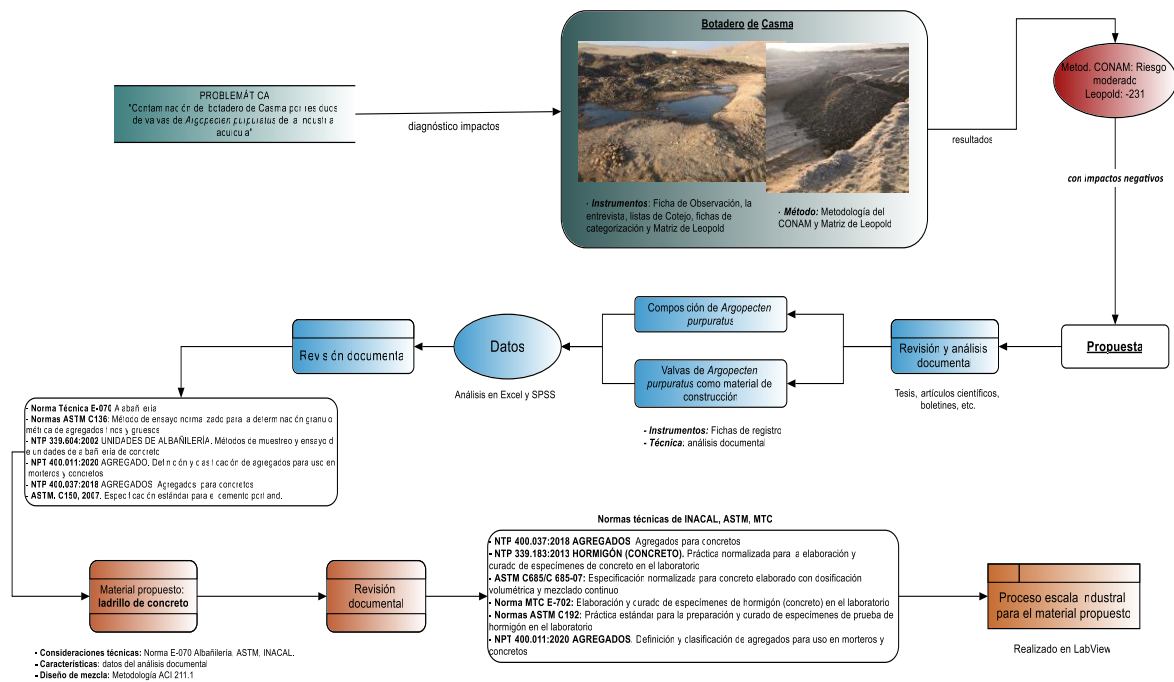 Botadero de Casma
PROBLEMÁT CA
"Contaminación de botadero de Casma por residuos
de valvas de Argopecten purpuratus de la industria
acuícola"
diagnóstico impactos
- Instrumentos: Ficha de Observación, la
entrevista, listas de Cotejo, fichas de
categorización y Matriz de Leopold
- Método: Metodología del
CONAM y Matriz de Leopold
resultados
Metod. CONAM: Riesgo
moderado
Leopold: -231
con impactos negativos
Propuesta
Revisión y análisis
documental
Tesis, artículos científicos,
boletines, etc.
Composición de Argopecten
purpuratus
Valvas de Argopecten
purpuratus como material de
construcción
- Instrumentos: Fichas de registro
- Técnica: análisis documental
Datos
Análisis en Excel y SPSS
Revisión documental
- Norma Técnica E-070 Albañilería
- Normas ASTM C136: Método de ensayo normalizado para la determinación granulo
métrica de agregados finos y gruesos
- NTP 339.604:2002 UNIDADES DE ALBAÑILERÍA. Métodos de muestreo y ensayo d
e unidades de albañilería de concreto
- NPT 400.011:2020 AGREGADO. Definición y clasificación de agregados para uso en
morteros y concretos
- NTP 400.037:2018 AGREGADOS Agregados para concretos
- ASTM. C150, 2007. Especificación estándar para el cemento portland.
Material propuesto:
ladrillo de concreto
- Consideraciones técnicas: Norma E-070 Albañilería, ASTM, INACAL.
- Características: datos del análisis documental
- Diseño de mezcla: Metodología ACI 211.1
Revisión
documental
Normas técnicas de INACAL, ASTM, MTC
- NTP 400.037:2018 AGREGADOS Agregados para concretos
- NTP 339.183:2013 HORMIGÓN (CONCRETO). Práctica normalizada para la elaboración y
curado de especímenes de concreto en el laboratorio
- ASTM C685/C 685-07: Especificación normalizada para concreto elaborado con dosificación
volumétrica y mezclado continuo
- Norma MTC E-702: Elaboración y curado de especímenes de hormigón (concreto) en el laboratorio
- Normas ASTM C192: Práctica estándar para la preparación y curado de especímenes de prueba de
hormigón en el laboratorio
- NPT 400.011:2020 AGREGADOS. Definición y clasificación de agregados para uso en morteros y
concretos
Proceso escala industrial
para el material propuesto
Realizado en LabView